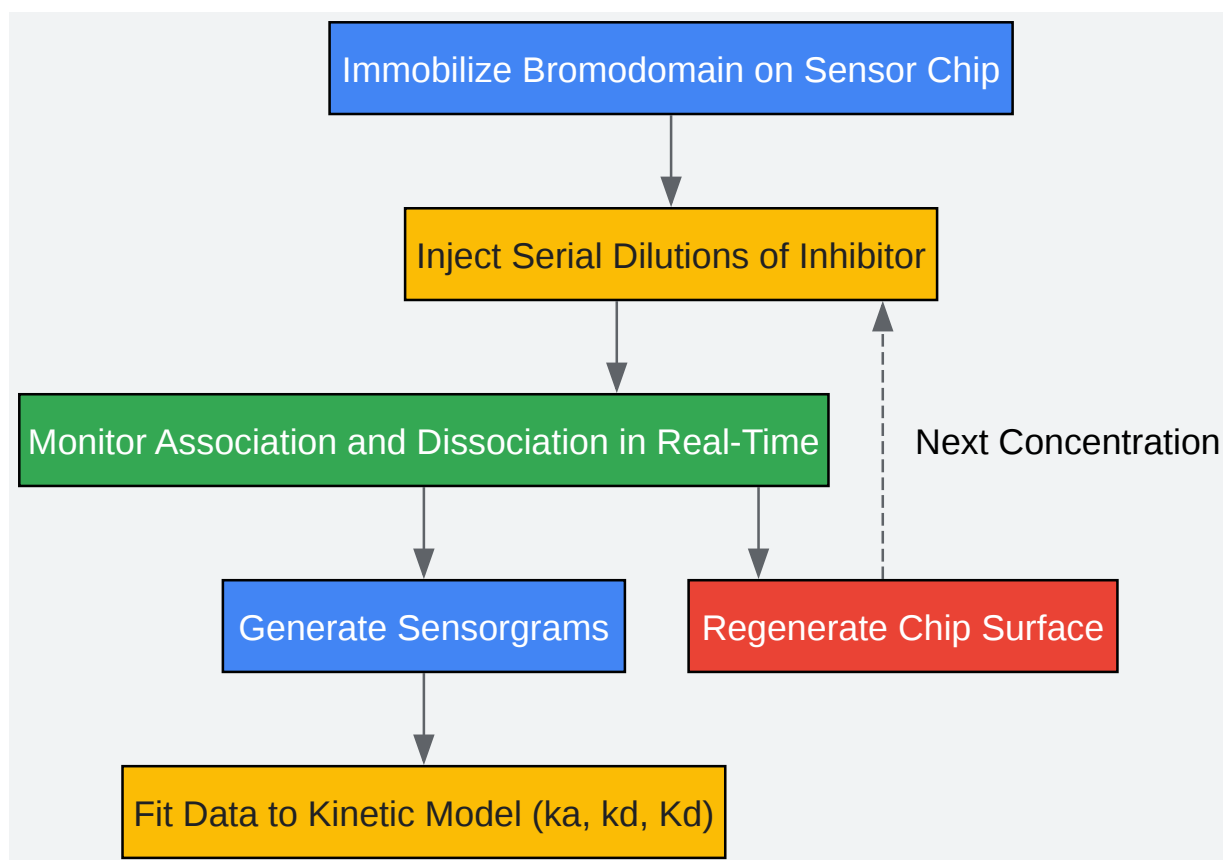 Immobilize Bromodomain on Sensor Chip
Inject Serial Dilutions of Inhibitor
Monitor Association and Dissociation in Real-Time
Next Concentration
Generate Sensorgrams
Regenerate Chip Surface
Fit Data to Kinetic Model (ka, kd, Kd)